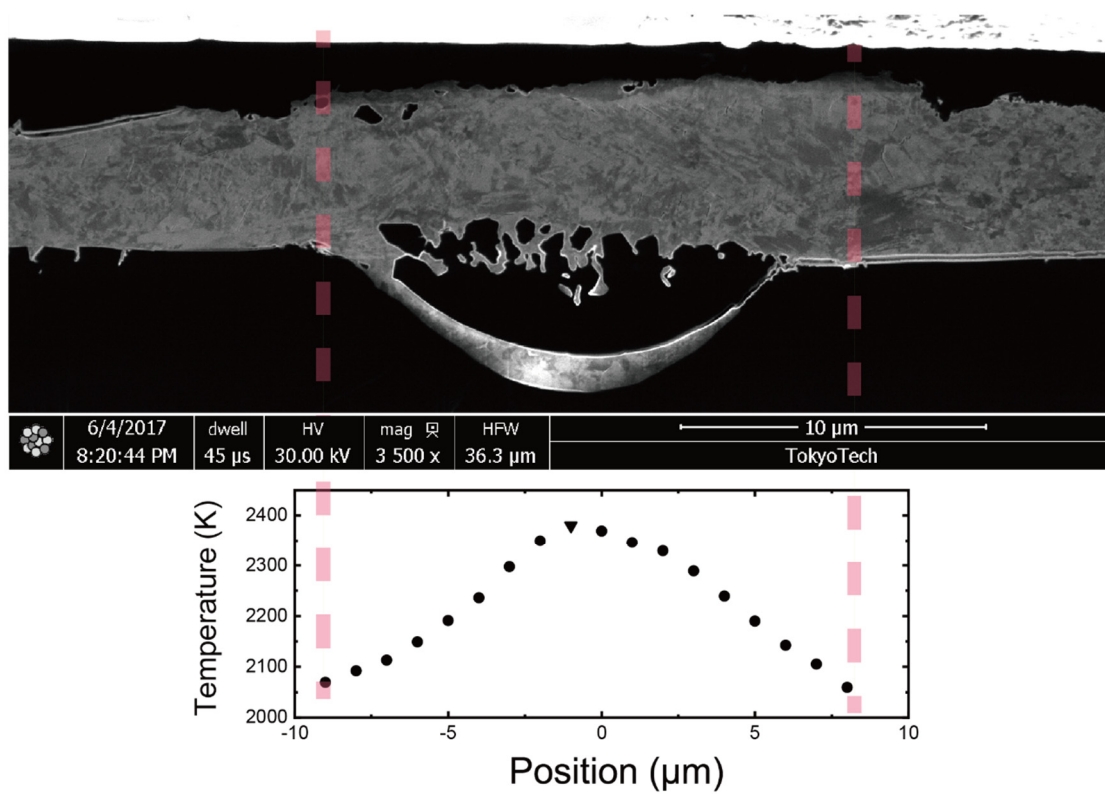 6/4/2017 dwell HV mag HFW 10 µm
8:20:44 PM 45 µs 30.00 kV 3 500 x 36.3 µm TokyoTech
Temperature (K)
2400
2300
2200
2100
2000
-10 -5 0 5 10
Position (µm)